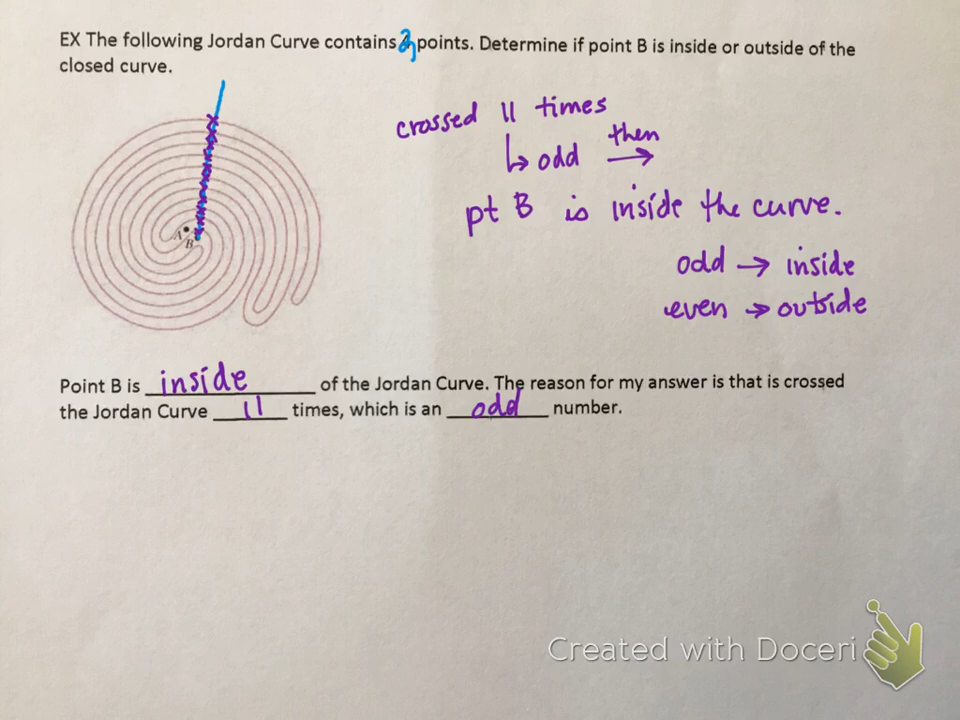 EX The following Jordan Curve contains 2 points. Determine if point B is inside or outside of the
closed curve.
crossed 11 times
↳ odd then →
pt B is inside the curve.
odd → inside
even → outside
A
B
Point B is inside of the Jordan Curve. The reason for my answer is that is crossed
the Jordan Curve 11 times, which is an odd number.
Created with Doceri